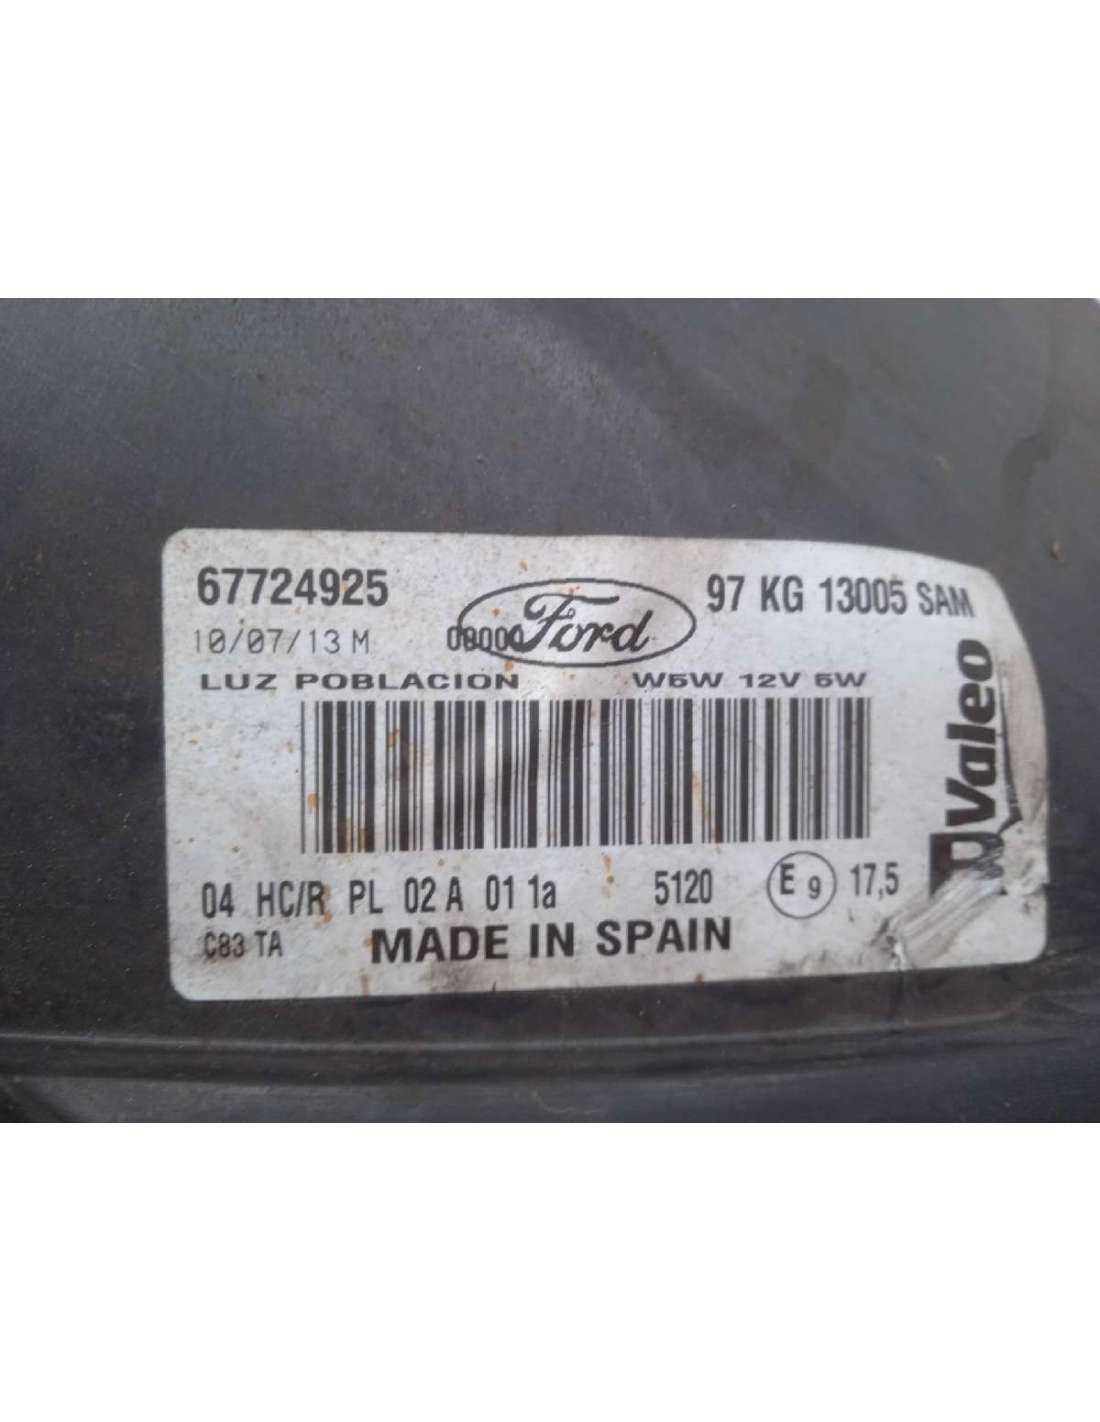 67724925
Ford
97 KG 13005 SAM
10/07/13 M
00000
LUZ POBLACION W5W 12V 5W
Valeo
04 HC/R PL 02 A 01 1a 5120 E 9 17,5
C83 TA
MADE IN SPAIN